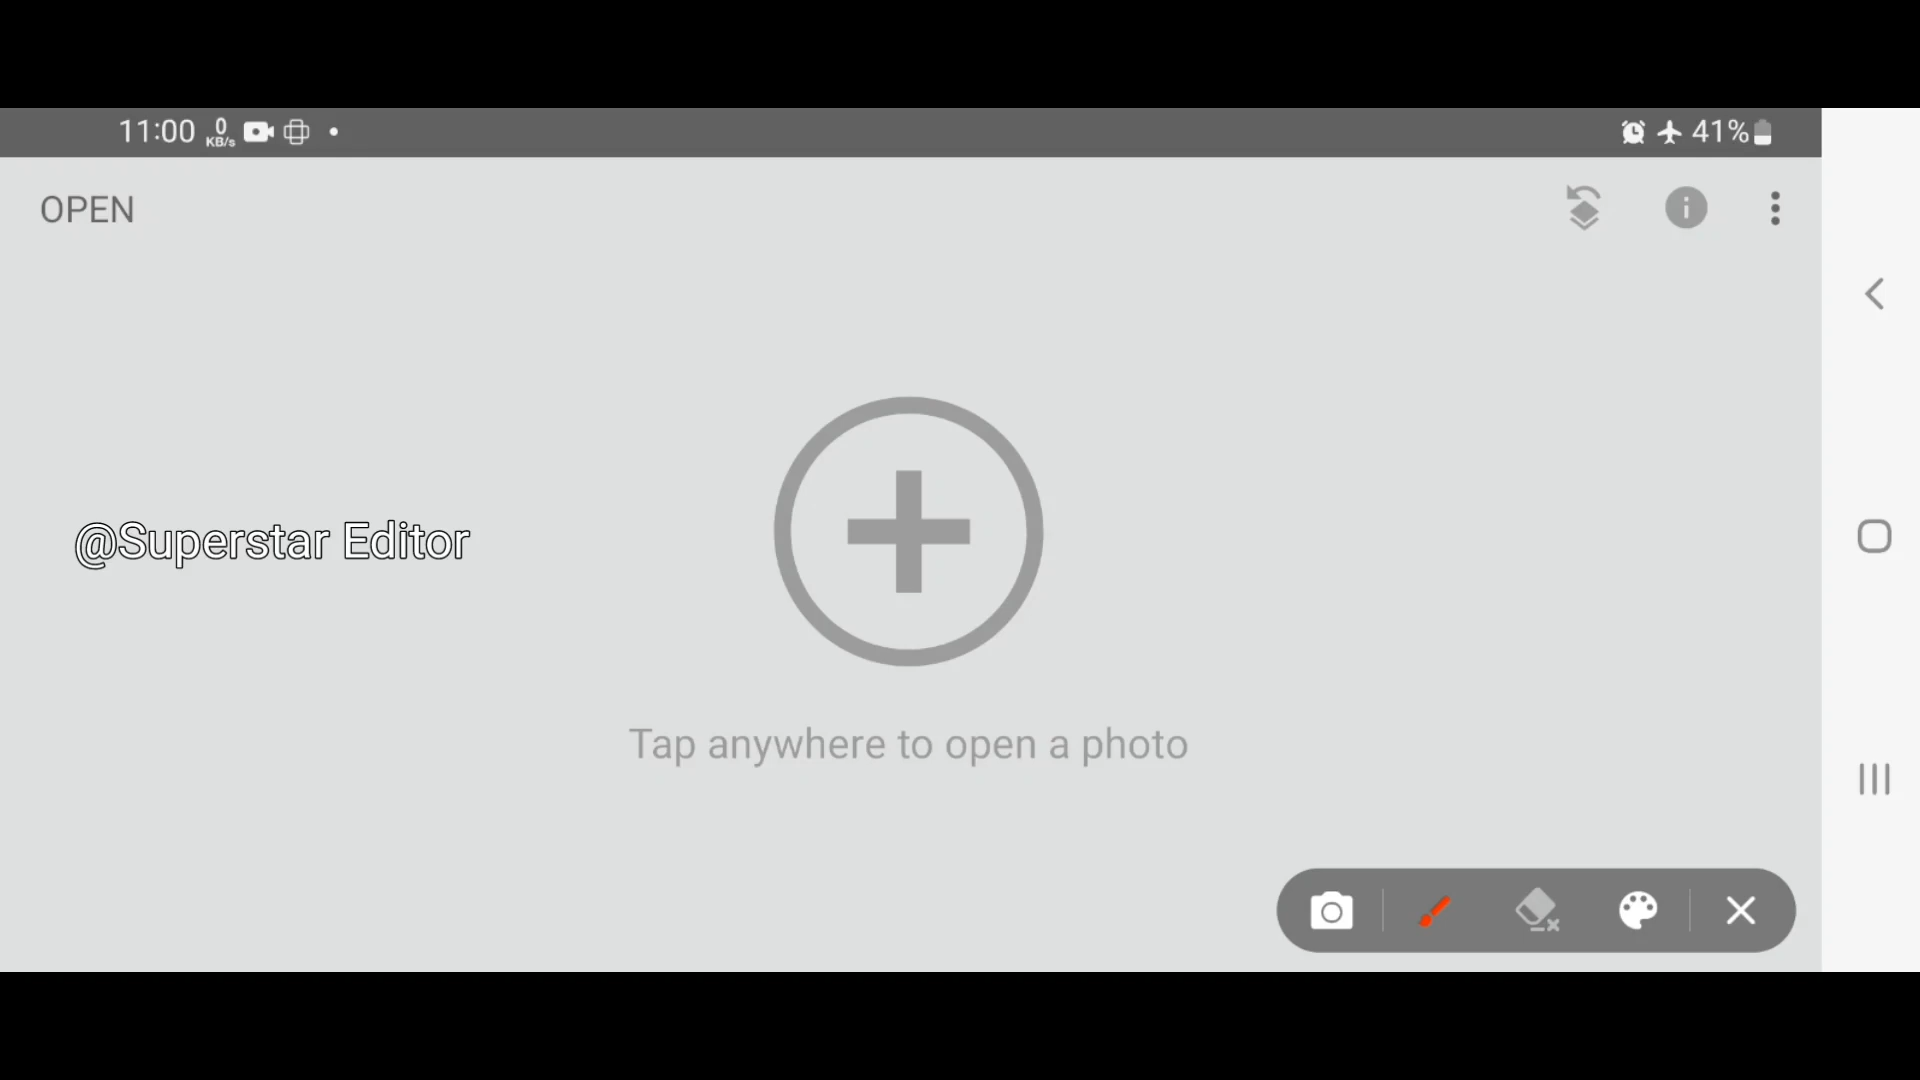 11:00 0 KB/s 41%
OPEN
@Superstar Editor
Tap anywhere to open a photo